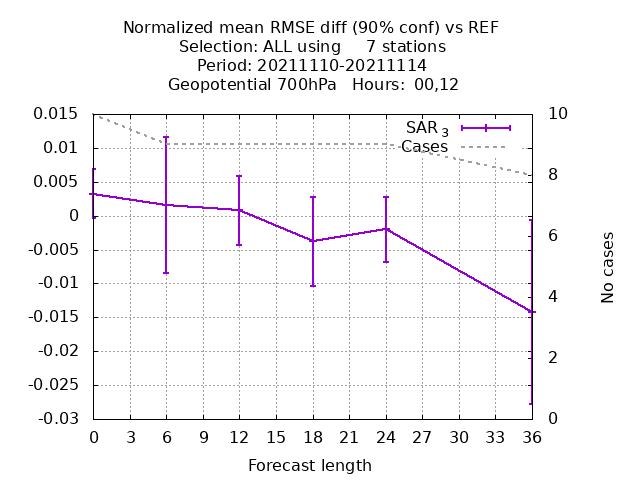 Normalized mean RMSE diff (90% conf) vs REF
Selection: ALL using     7 stations
Period: 20211110-20211114
Geopotential 700hPa   Hours:  00,12
SAR 3
Cases
0.015
0.01
0.005
0
-0.005
-0.01
-0.015
-0.02
-0.025
-0.03
10
8
6
4
2
0
No cases
0 3 6 9 12 15 18 21 24 27 30 33 36
Forecast length